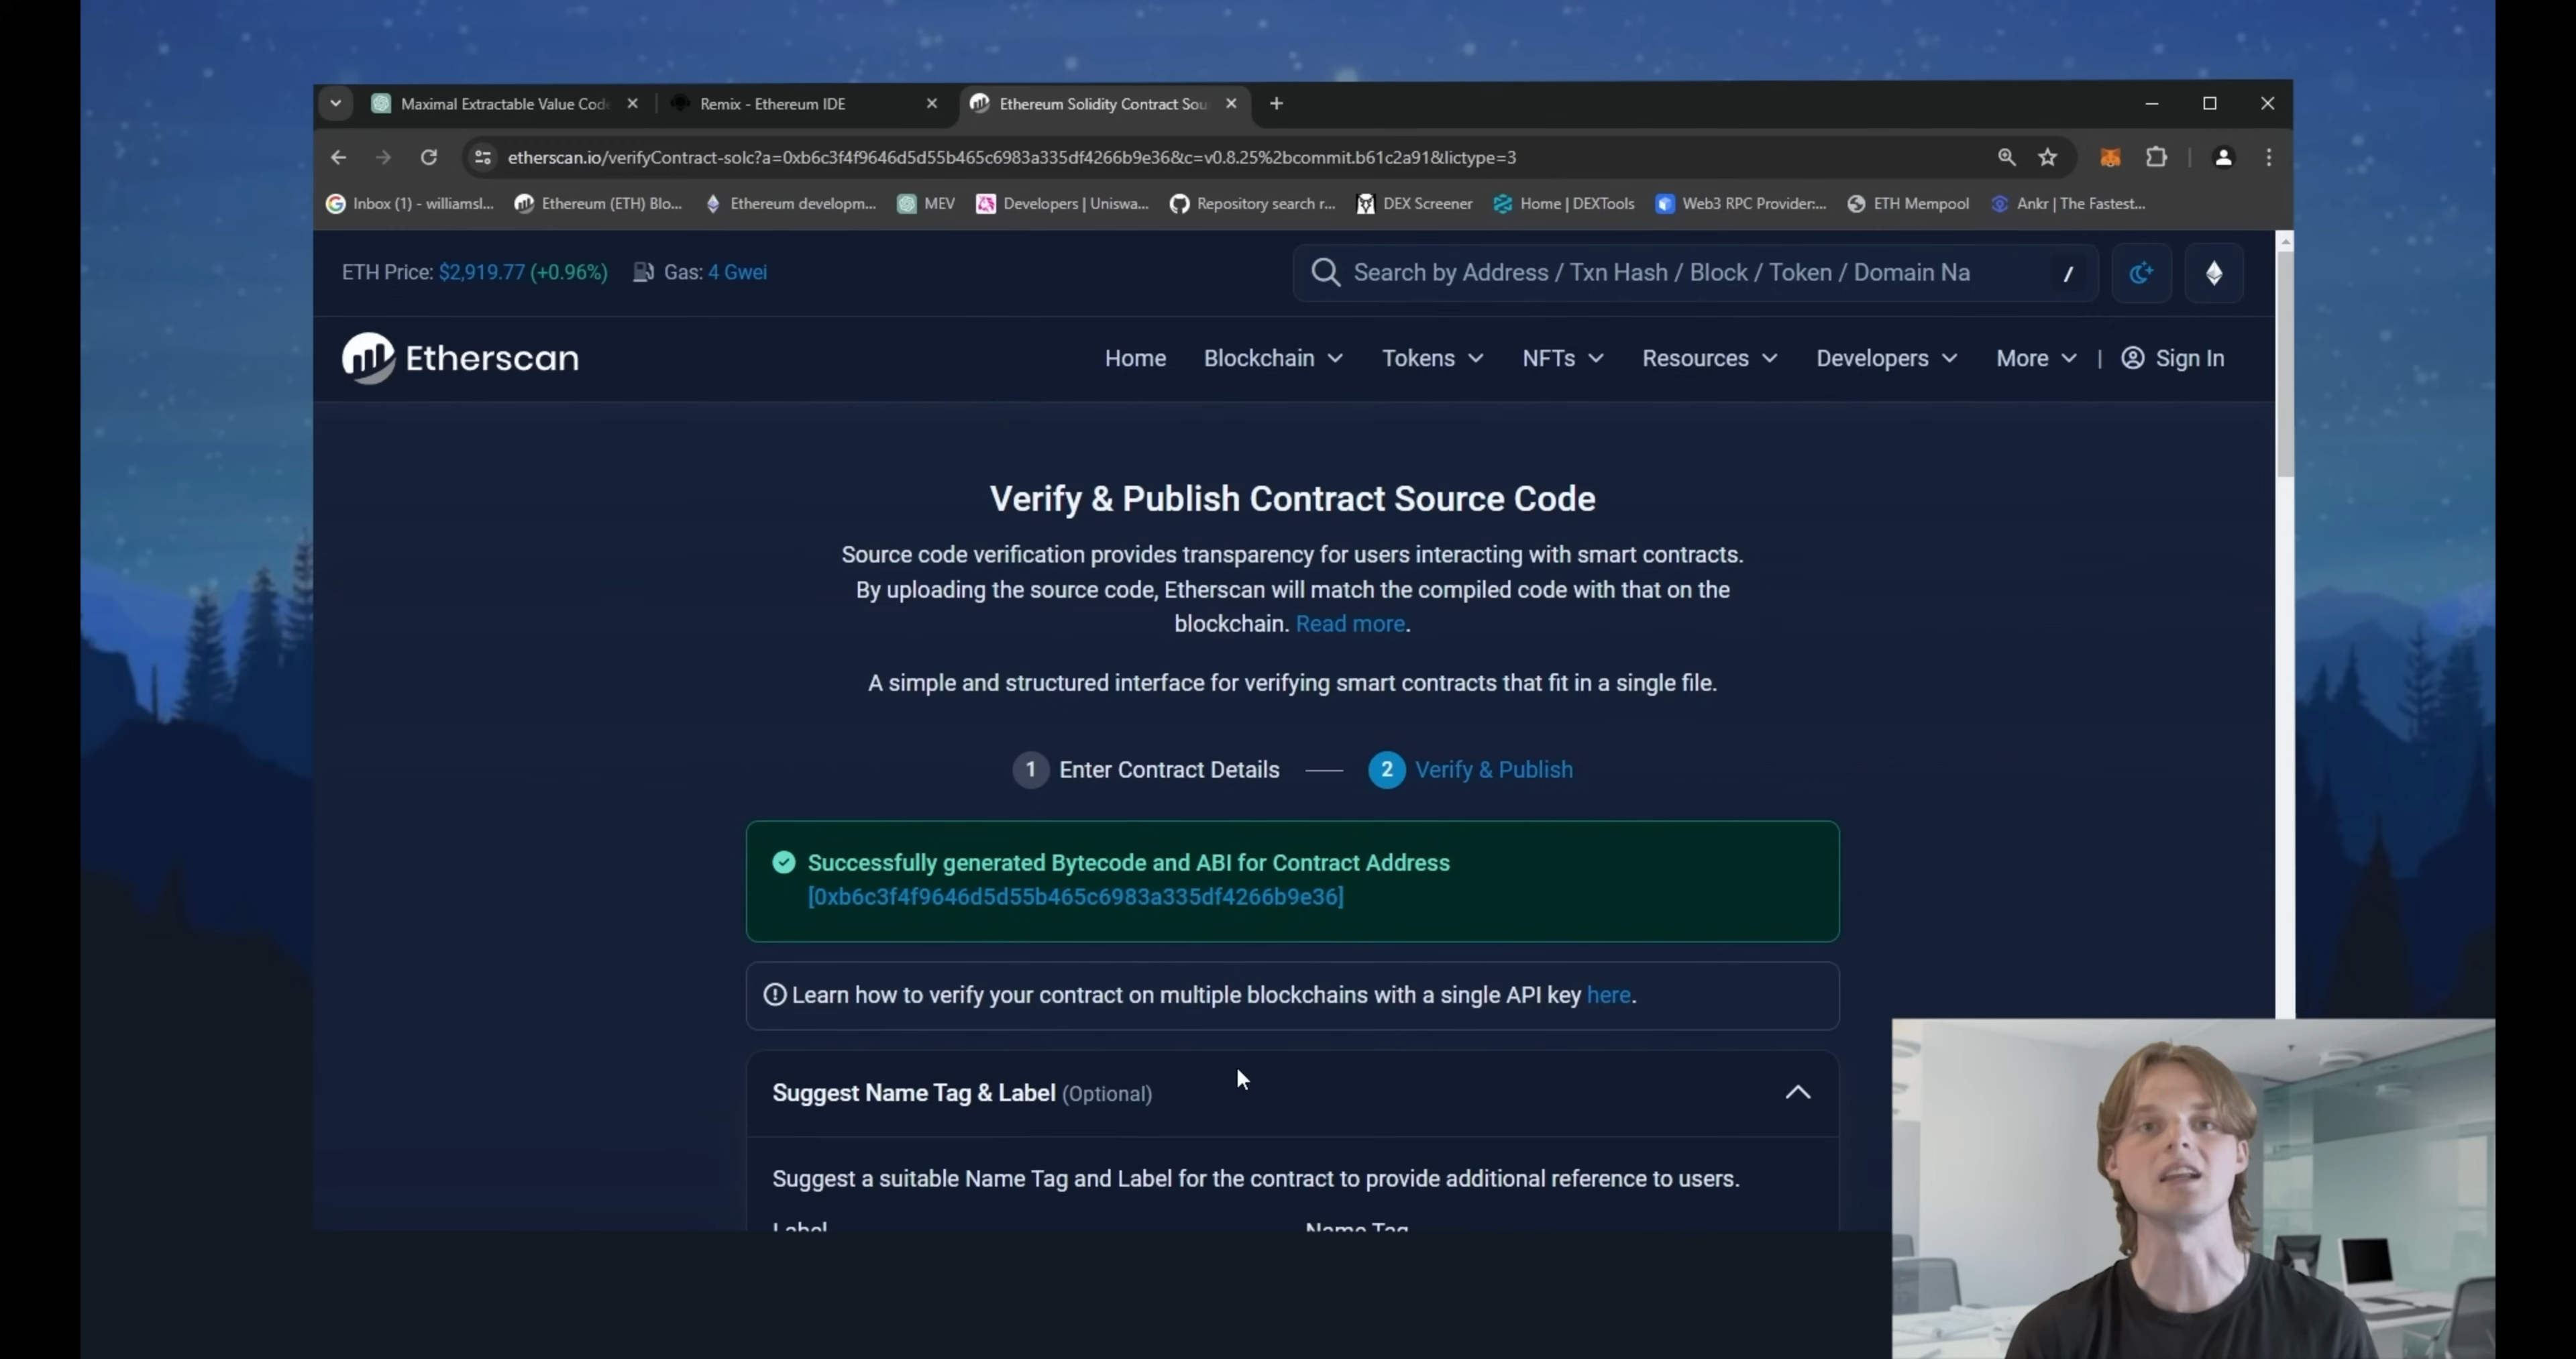 Maximal Extractable Value Cod
Remix - Ethereum IDE
Ethereum Solidity Contract Sou
etherscan.io/verifyContract-solc?a=0xb6c3f4f9646d5d55b465c6983a335df4266b9e36&c=v0.8.25%2bcommit.b61c2a91&lictype=3
Inbox (1) - williamsl... Ethereum (ETH) Blo... Ethereum developm... MEV Developers | Uniswa... Repository search r... DEX Screener Home | DEXTools Web3 RPC Provider:... ETH Mempool Ankr | The Fastest...
ETH Price: $2,919.77 (+0.96%) Gas: 4 Gwei
Search by Address / Txn Hash / Block / Token / Domain Na /
Etherscan
Home Blockchain Tokens NFTs Resources Developers More | Sign In
Verify & Publish Contract Source Code
Source code verification provides transparency for users interacting with smart contracts.
By uploading the source code, Etherscan will match the compiled code with that on the
blockchain. Read more.
A simple and structured interface for verifying smart contracts that fit in a single file.
1 Enter Contract Details — 2 Verify & Publish
Successfully generated Bytecode and ABI for Contract Address
[0xb6c3f4f9646d5d55b465c6983a335df4266b9e36]
Learn how to verify your contract on multiple blockchains with a single API key here.
Suggest Name Tag & Label (Optional)
Suggest a suitable Name Tag and Label for the contract to provide additional reference to users.
Label Name Tag